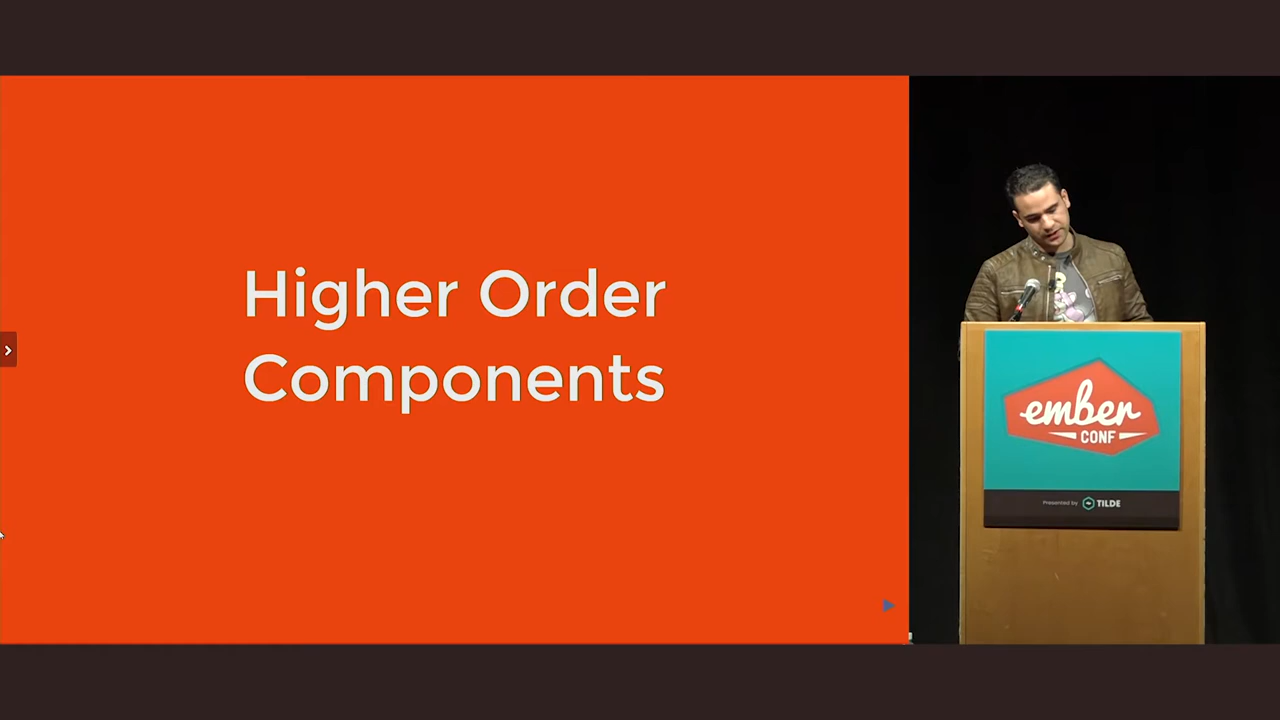 Higher Order
Components
ember
CONF
Presented by TILDE